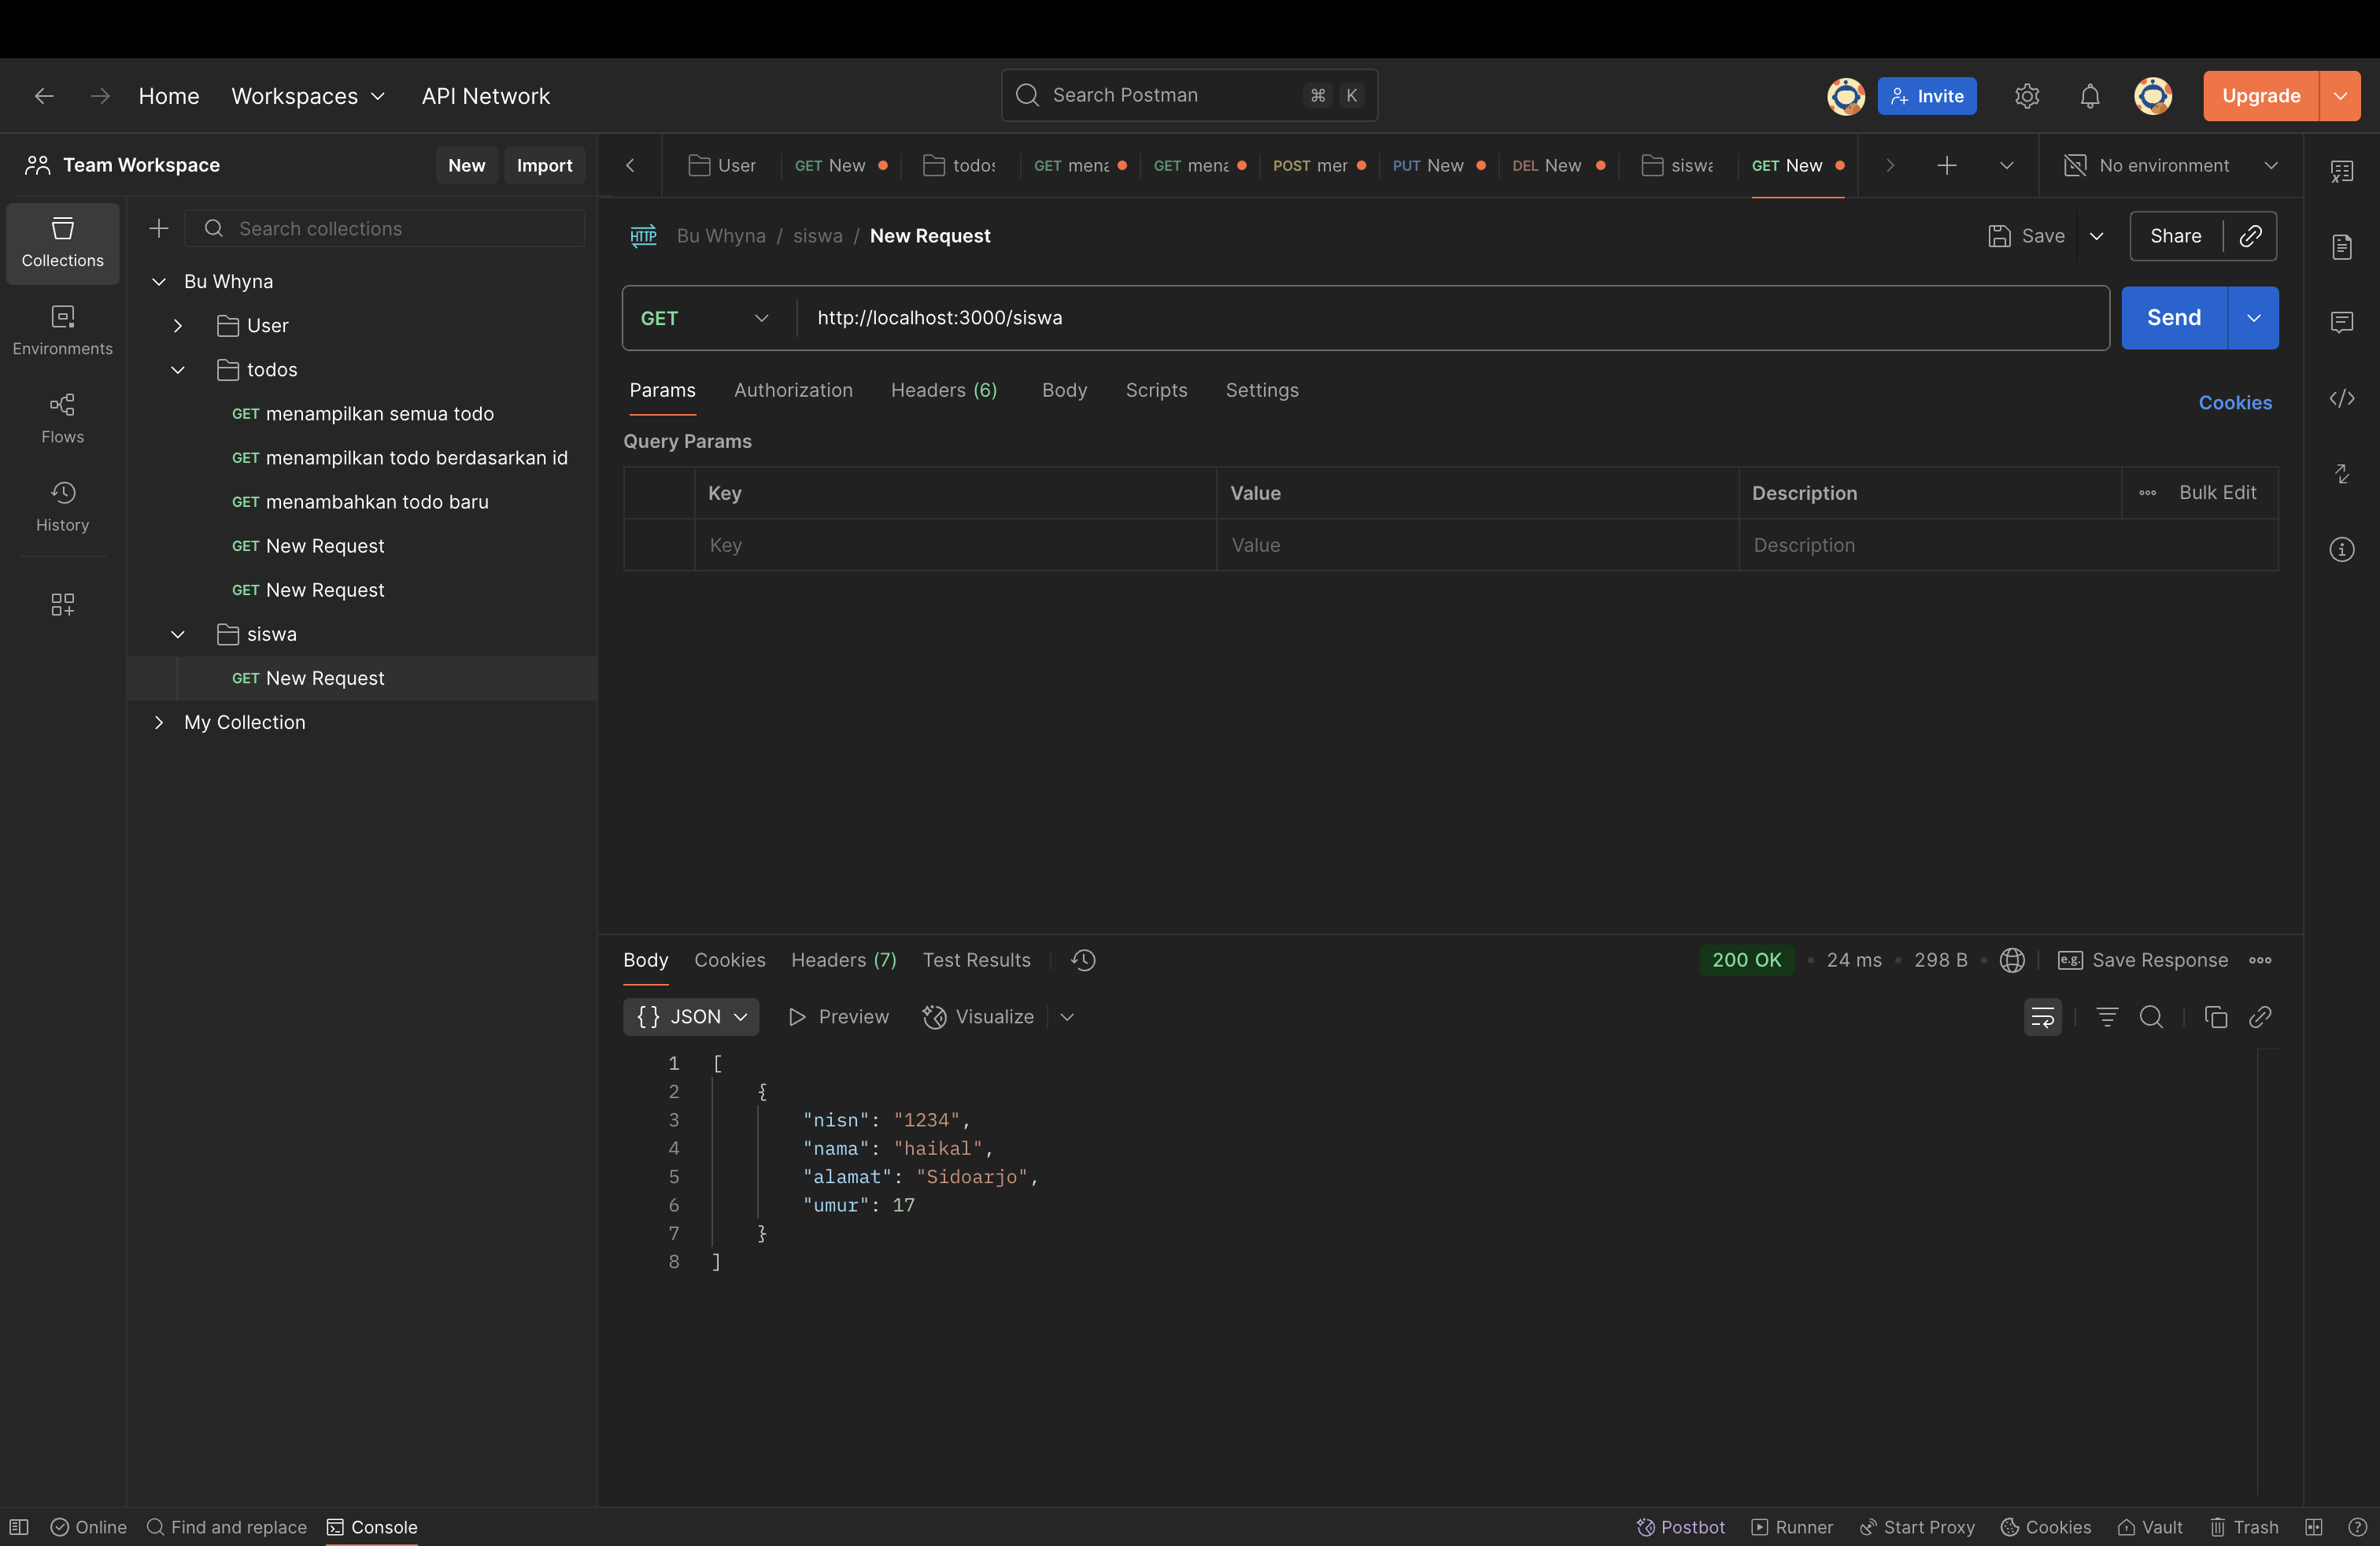 Home Workspaces API Network Search Postman ⌘ K Invite Upgrade
Team Workspace New Import User GET New todos GET mena GET mena POST mer PUT New DEL New siswa GET New No environment
Collections
Environments
Flows
History
Search collections
Bu Whyna
User
todos
GET menampilkan semua todo
GET menampilkan todo berdasarkan id
GET menambahkan todo baru
GET New Request
GET New Request
siswa
GET New Request
My Collection
HTTP Bu Whyna / siswa / New Request Save Share
GET http://localhost:3000/siswa Send
Params Authorization Headers (6) Body Scripts Settings Cookies
Query Params
Key Value Description Bulk Edit
Key Value Description
Body Cookies Headers (7) Test Results 200 OK • 24 ms • 298 B • e.g. Save Response
{} JSON Preview Visualize
1 [
2 {
3 "nisn": "1234",
4 "nama": "haikal",
5 "alamat": "Sidoarjo",
6 "umur": 17
7 }
8 ]
Online Find and replace Console Postbot Runner Start Proxy Cookies Vault Trash